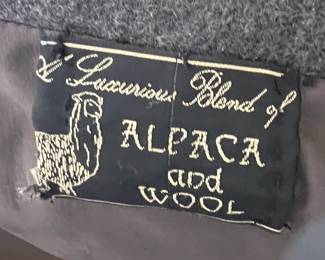 A Luxurious Blend of
ALPACA
and
WOOL